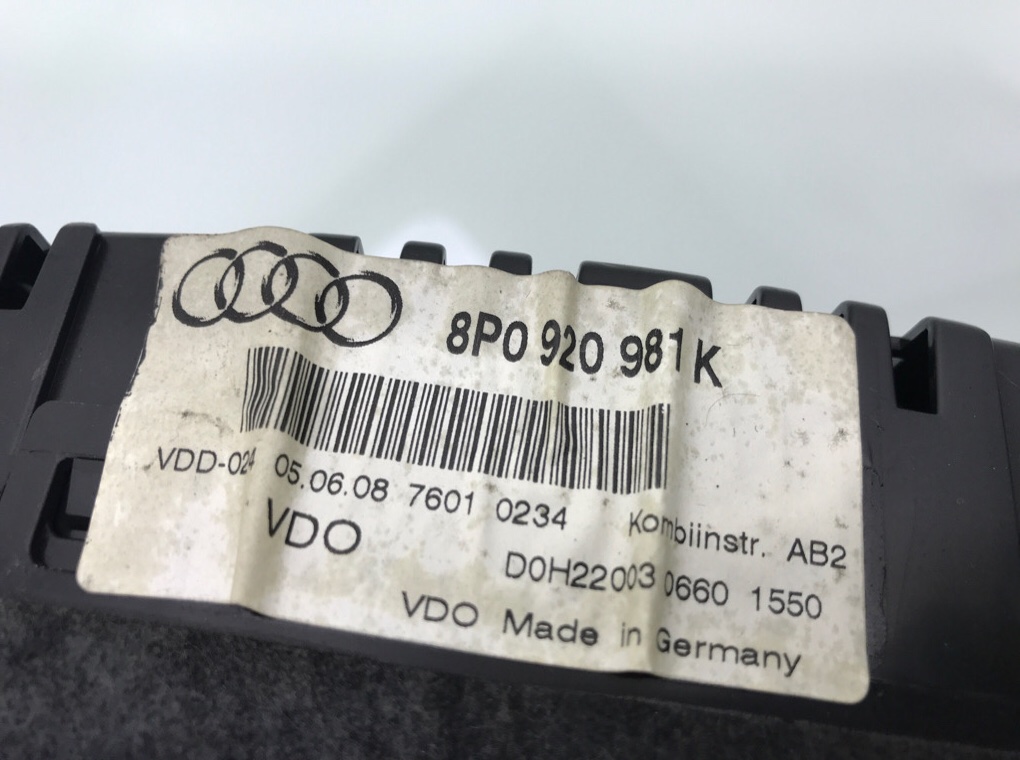 8P0 920 981 K
VDD-024 05.06.08 7601 0234 Kombiinstr. AB2
VDO D0H22003 0660 1550
VDO Made in Germany